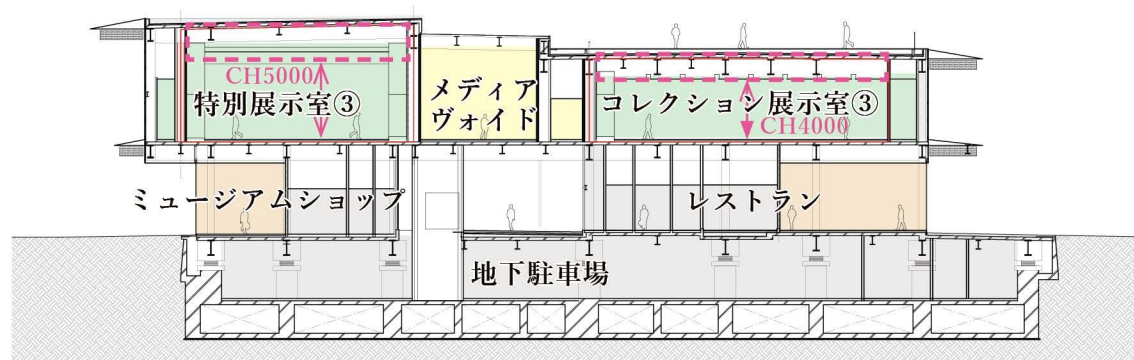 CH5000
特別展示室③
メディア
ヴォイド
コレクション展示室③
CH4000
ミュージアムショップ
レストラン
地下駐車場